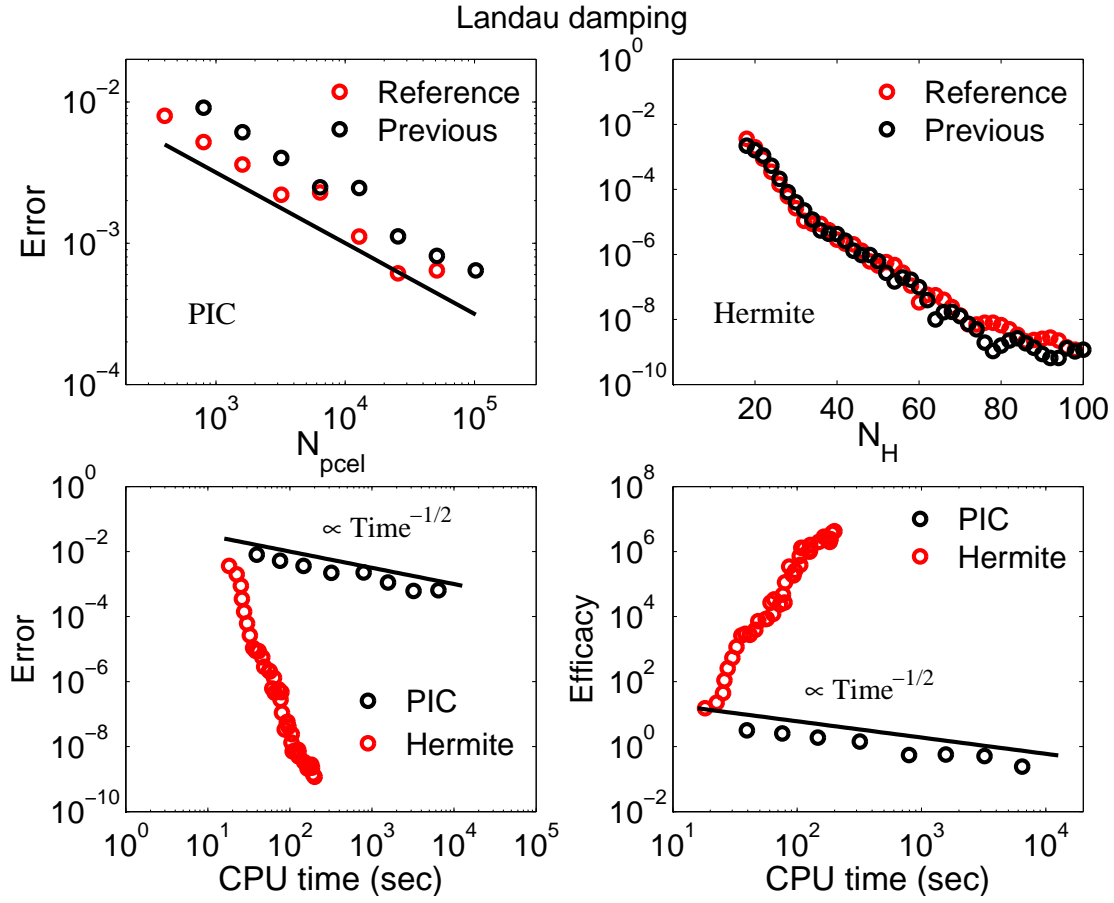 Landau damping
10^−2
10^−3
10^−4
Error
Reference
Previous
PIC
10^3
10^4
10^5
N_pcel
10^0
10^−2
10^−4
10^−6
10^−8
10^−10
Reference
Previous
Hermite
20
40
60
80
100
N_H
10^0
10^−2
10^−4
10^−6
10^−8
10^−10
Error
∝ Time^−1/2
PIC
Hermite
10^0
10^1
10^2
10^3
10^4
10^5
CPU time (sec)
10^8
10^6
10^4
10^2
10^0
10^−2
Efficacy
PIC
Hermite
∝ Time^−1/2
10^1
10^2
10^3
10^4
CPU time (sec)